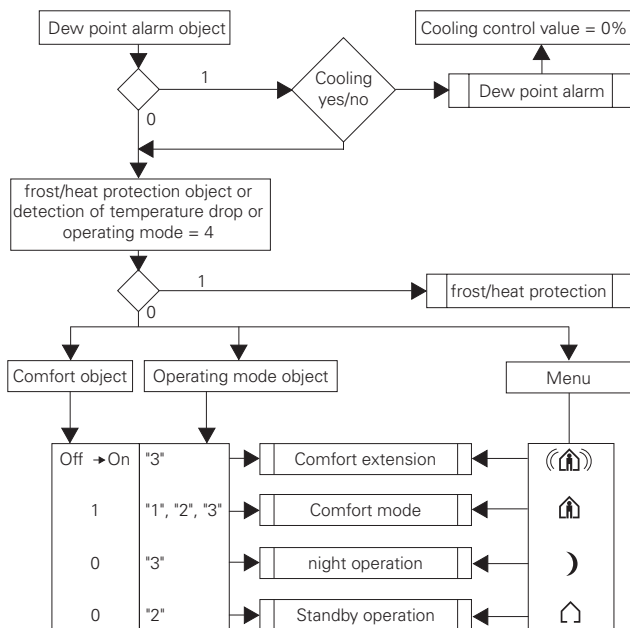 Dew point alarm object
Cooling control value = 0%
1
Cooling
yes/no
Dew point alarm
0
frost/heat protection object or
detection of temperature drop or
operating mode = 4
1
frost/heat protection
0
Comfort object
Operating mode object
Menu
Off → On "3" Comfort extension
1 "1", "2", "3" Comfort mode
0 "3" night operation
0 "2" Standby operation